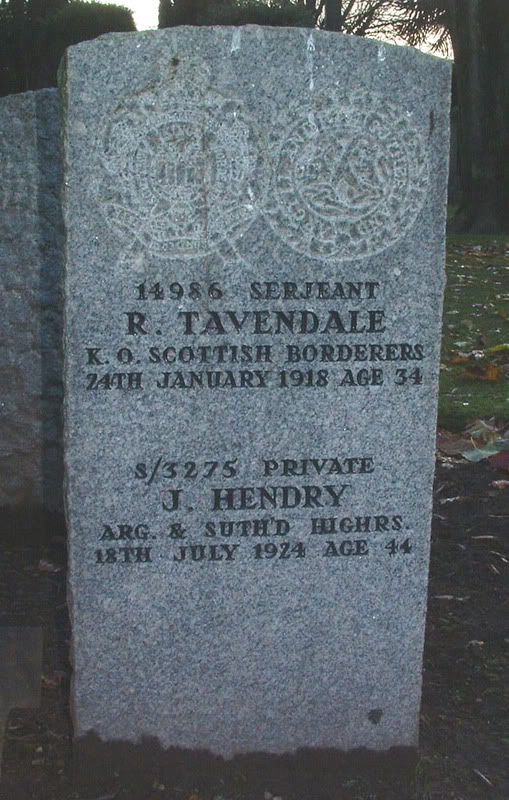 14986 SERJEANT
R. TAVENDALE
K. O. SCOTTISH BORDERERS
24TH JANUARY 1918 AGE 34
S/3275 PRIVATE
J. HENDRY
ARG. & SUTH'D HIGHRS.
18TH JULY 1924 AGE 44